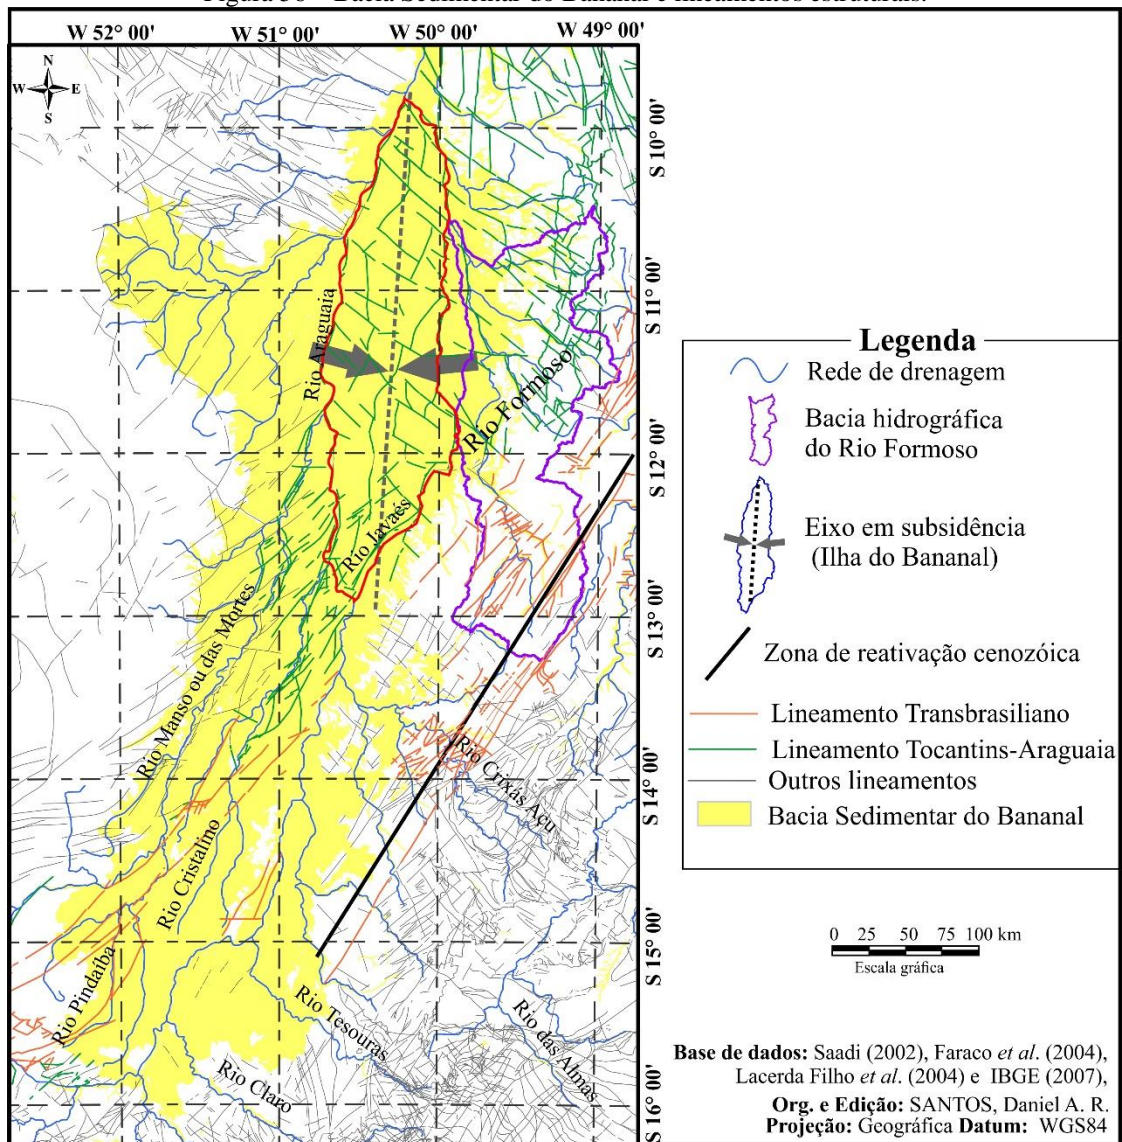 Figura 36 – Bacia Sedimentar do Bananal e lineamentos estruturais.
W 52° 00' W 51° 00' W 50° 00' W 49° 00'
N
W E
S
S 10° 00'
S 11° 00'
S 12° 00'
S 13° 00'
S 14° 00'
S 15° 00'
S 16° 00'
Rio Araguaia
Rio Formoso
Rio Javaés
Rio Manso ou das Mortes
Rio Cristalino
Rio Crixás Açu
Rio Pindaíba
Rio Tesouras
Rio das Almas
Rio Claro
Legenda
Rede de drenagem
Bacia hidrográfica
do Rio Formoso
Eixo em subsidência
(Ilha do Bananal)
Zona de reativação cenozóica
Lineamento Transbrasiliano
Lineamento Tocantins-Araguaia
Outros lineamentos
Bacia Sedimentar do Bananal
0 25 50 75 100 km
Escala gráfica
Base de dados: Saadi (2002), Faraco et al. (2004),
Lacerda Filho et al. (2004) e IBGE (2007),
Org. e Edição: SANTOS, Daniel A. R.
Projeção: Geográfica Datum: WGS84